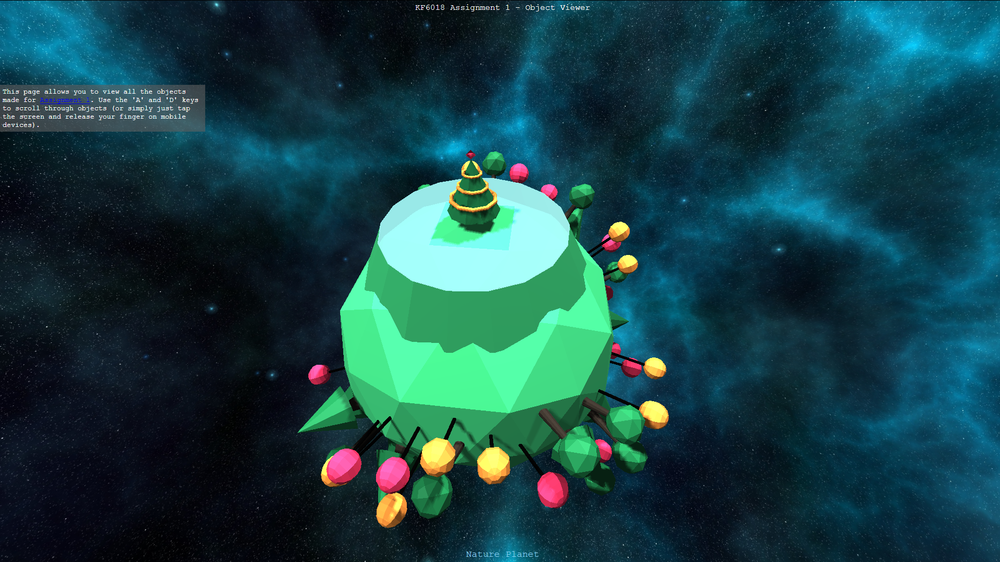 KF6018 Assignment 1 - Object Viewer
This page allows you to view all the objects
made for Assignment 1. Use the 'A' and 'D' keys
to scroll through objects (or simply just tap
the screen and release your finger on mobile
devices).
Nature Planet